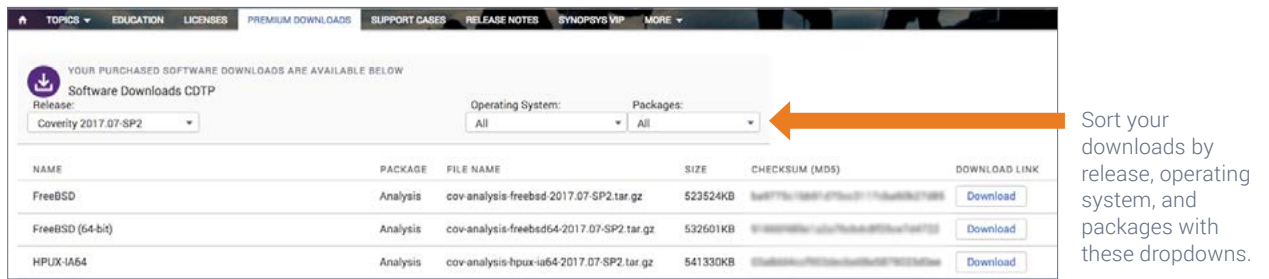 TOPICS EDUCATION LICENSES PREMIUM DOWNLOADS SUPPORT CASES RELEASE NOTES SYNOPSYS VIP MORE
YOUR PURCHASED SOFTWARE DOWNLOADS ARE AVAILABLE BELOW
Software Downloads CDTP
Release: Operating System: Packages:
Coverity 2017.07-SP2 All All
NAME PACKAGE FILE NAME SIZE CHECKSUM (MD5) DOWNLOAD LINK
FreeBSD Analysis cov-analysis-freebsd-2017.07-SP2.tar.gz 523524KB Download
FreeBSD (64-bit) Analysis cov-analysis-freebsd64-2017.07-SP2.tar.gz 532601KB Download
HPUX-IA64 Analysis cov-analysis-hpux-ia64-2017.07-SP2.tar.gz 541330KB Download
Sort your
downloads by
release, operating
system, and
packages with
these dropdowns.